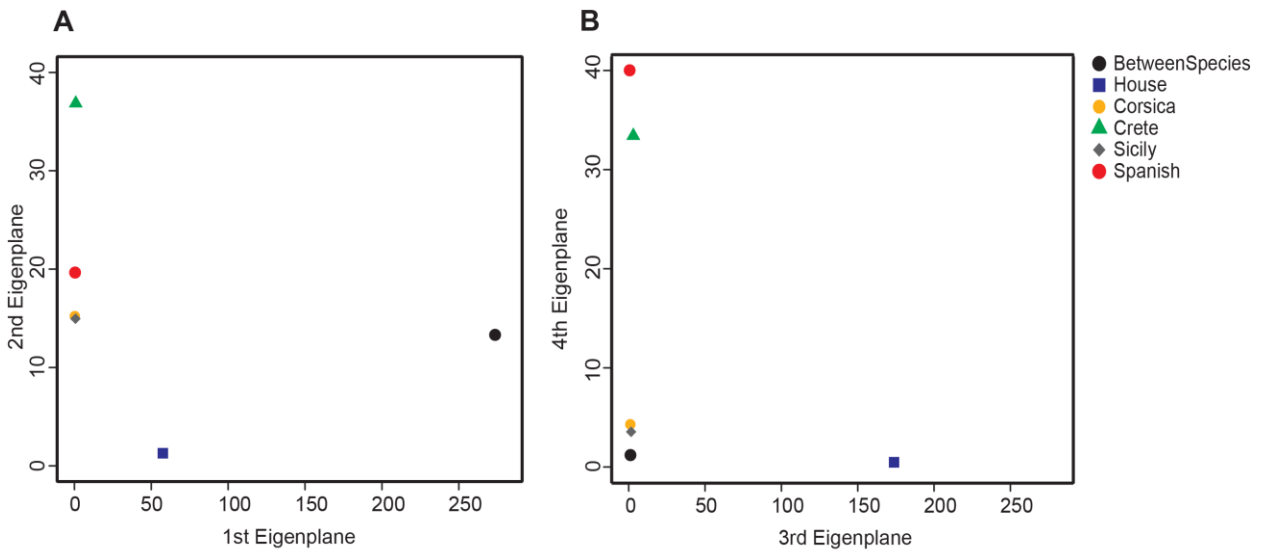 A
40
30
20
10
0
2nd Eigenplane
0 50 100 150 200 250
1st Eigenplane
B
40
30
20
10
0
4th Eigenplane
0 50 100 150 200 250
3rd Eigenplane
BetweenSpecies
House
Corsica
Crete
Sicily
Spanish